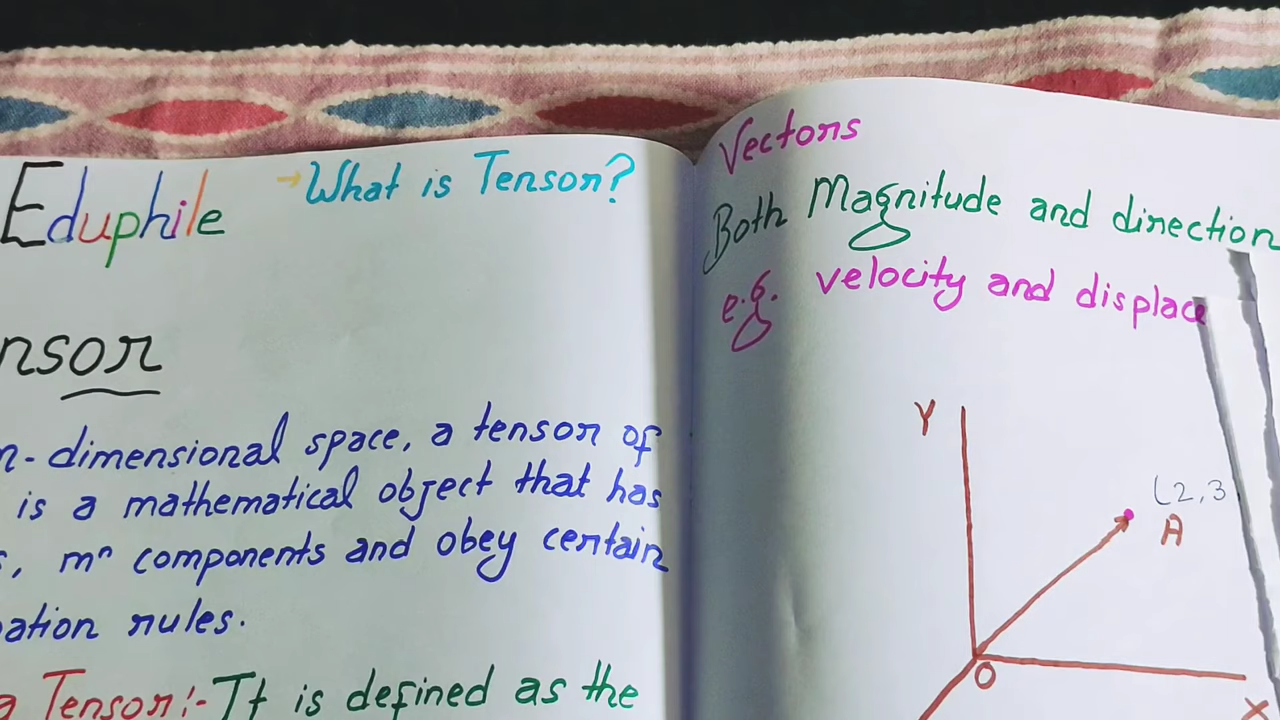 Eduphile
→What is Tensor?
nsor
n-dimensional space, a tensor of
is a mathematical object that has
s, mⁿ components and obey certain
ation rules.
a Tensor:- It is defined as the
Vectors
Both Magnitude and direction
e.g. velocity and displace
Y
(2,3
A
O
X